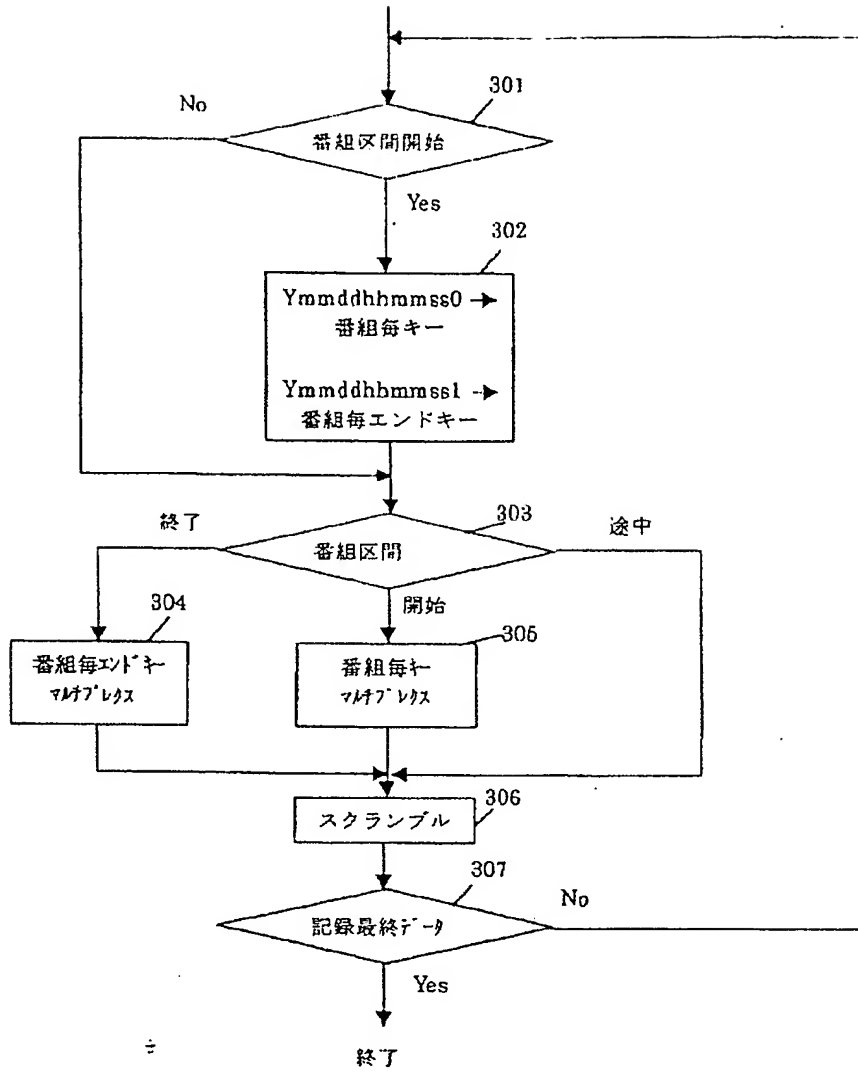 301
No
番組区間開始
Yes
302
Ymmddhhmmss0 →
番組毎キー
Ymmddhhmmss1 →
番組毎エンドキー
303
終了
途中
番組区間
開始
304
305
番組毎エンドキー
マルチプレクス
番組毎キー
マルチプレクス
306
スクランブル
307
No
記録最終データ
Yes
終了